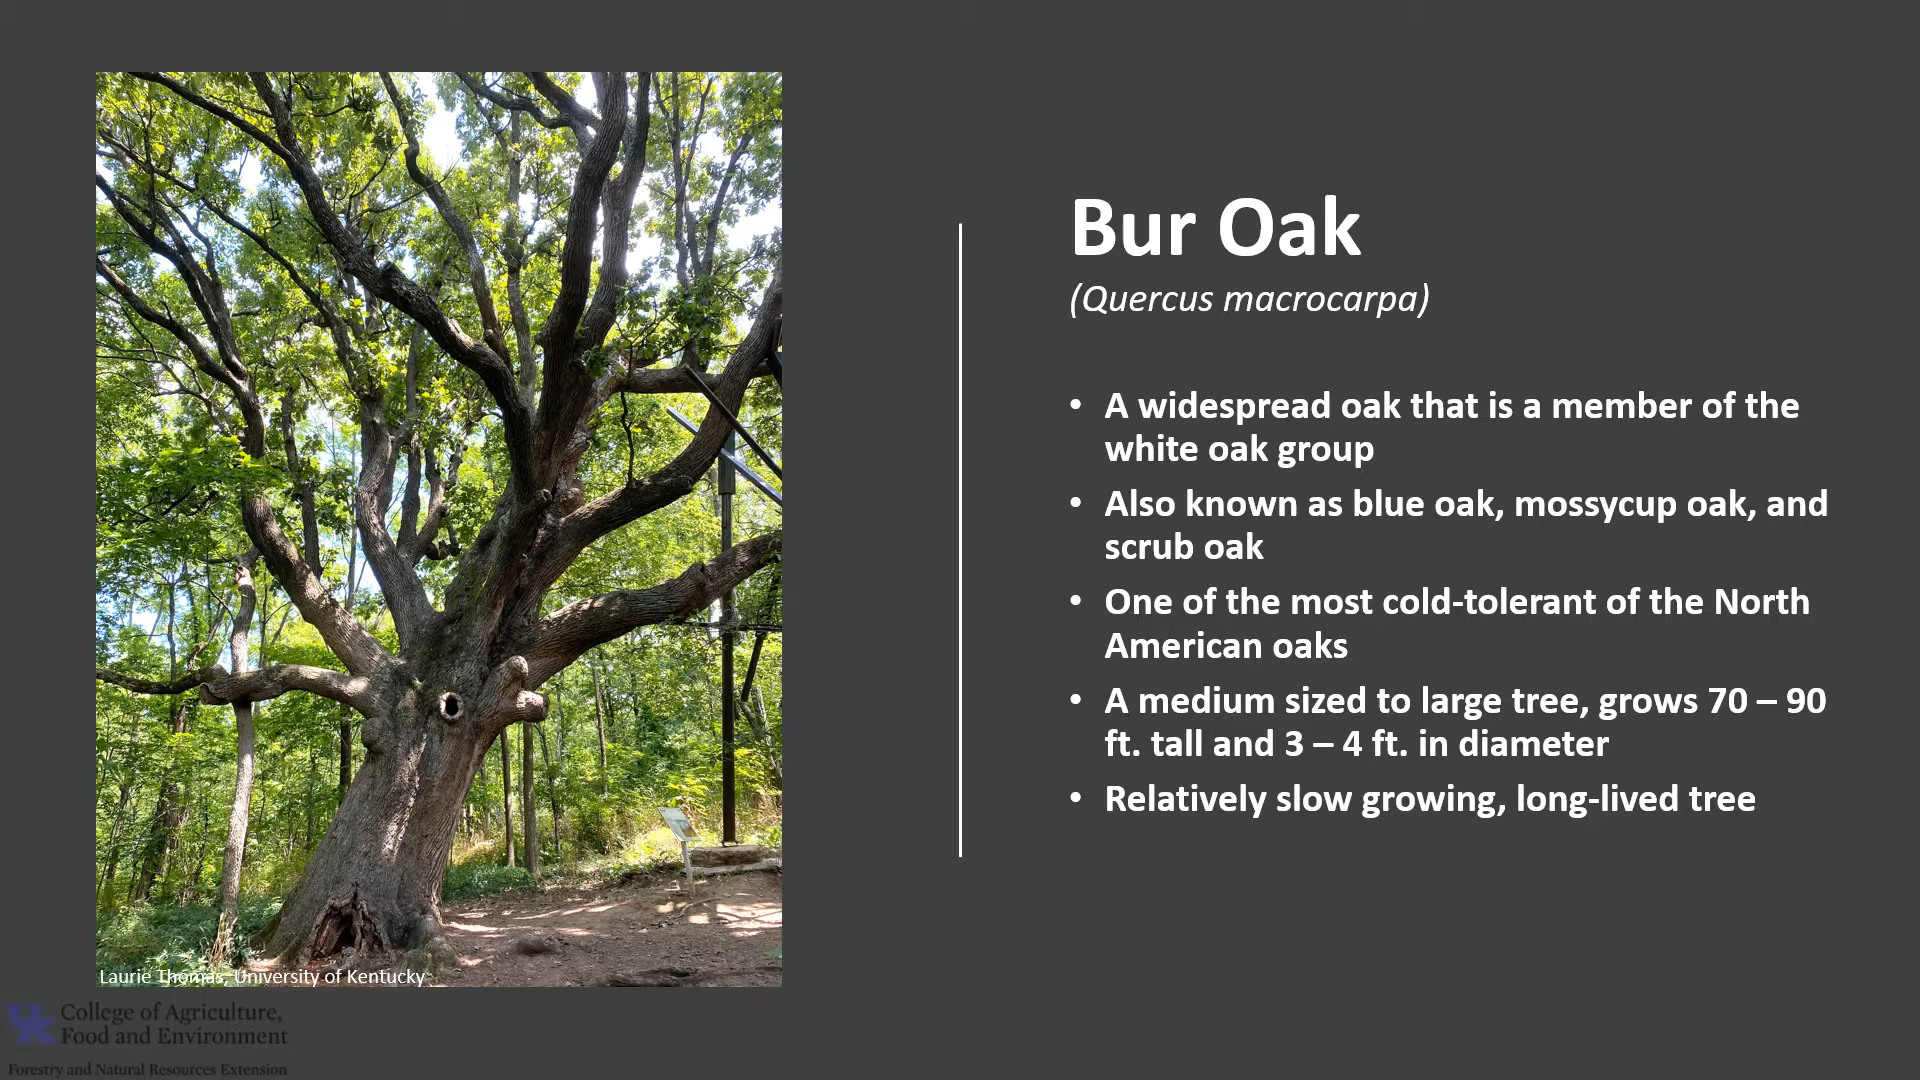 Bur Oak
(Quercus macrocarpa)
• A widespread oak that is a member of the
white oak group
• Also known as blue oak, mossycup oak, and
scrub oak
• One of the most cold-tolerant of the North
American oaks
• A medium sized to large tree, grows 70 – 90
ft. tall and 3 – 4 ft. in diameter
• Relatively slow growing, long-lived tree
Laurie Thomas, University of Kentucky
UK College of Agriculture,
Food and Environment
Forestry and Natural Resources Extension